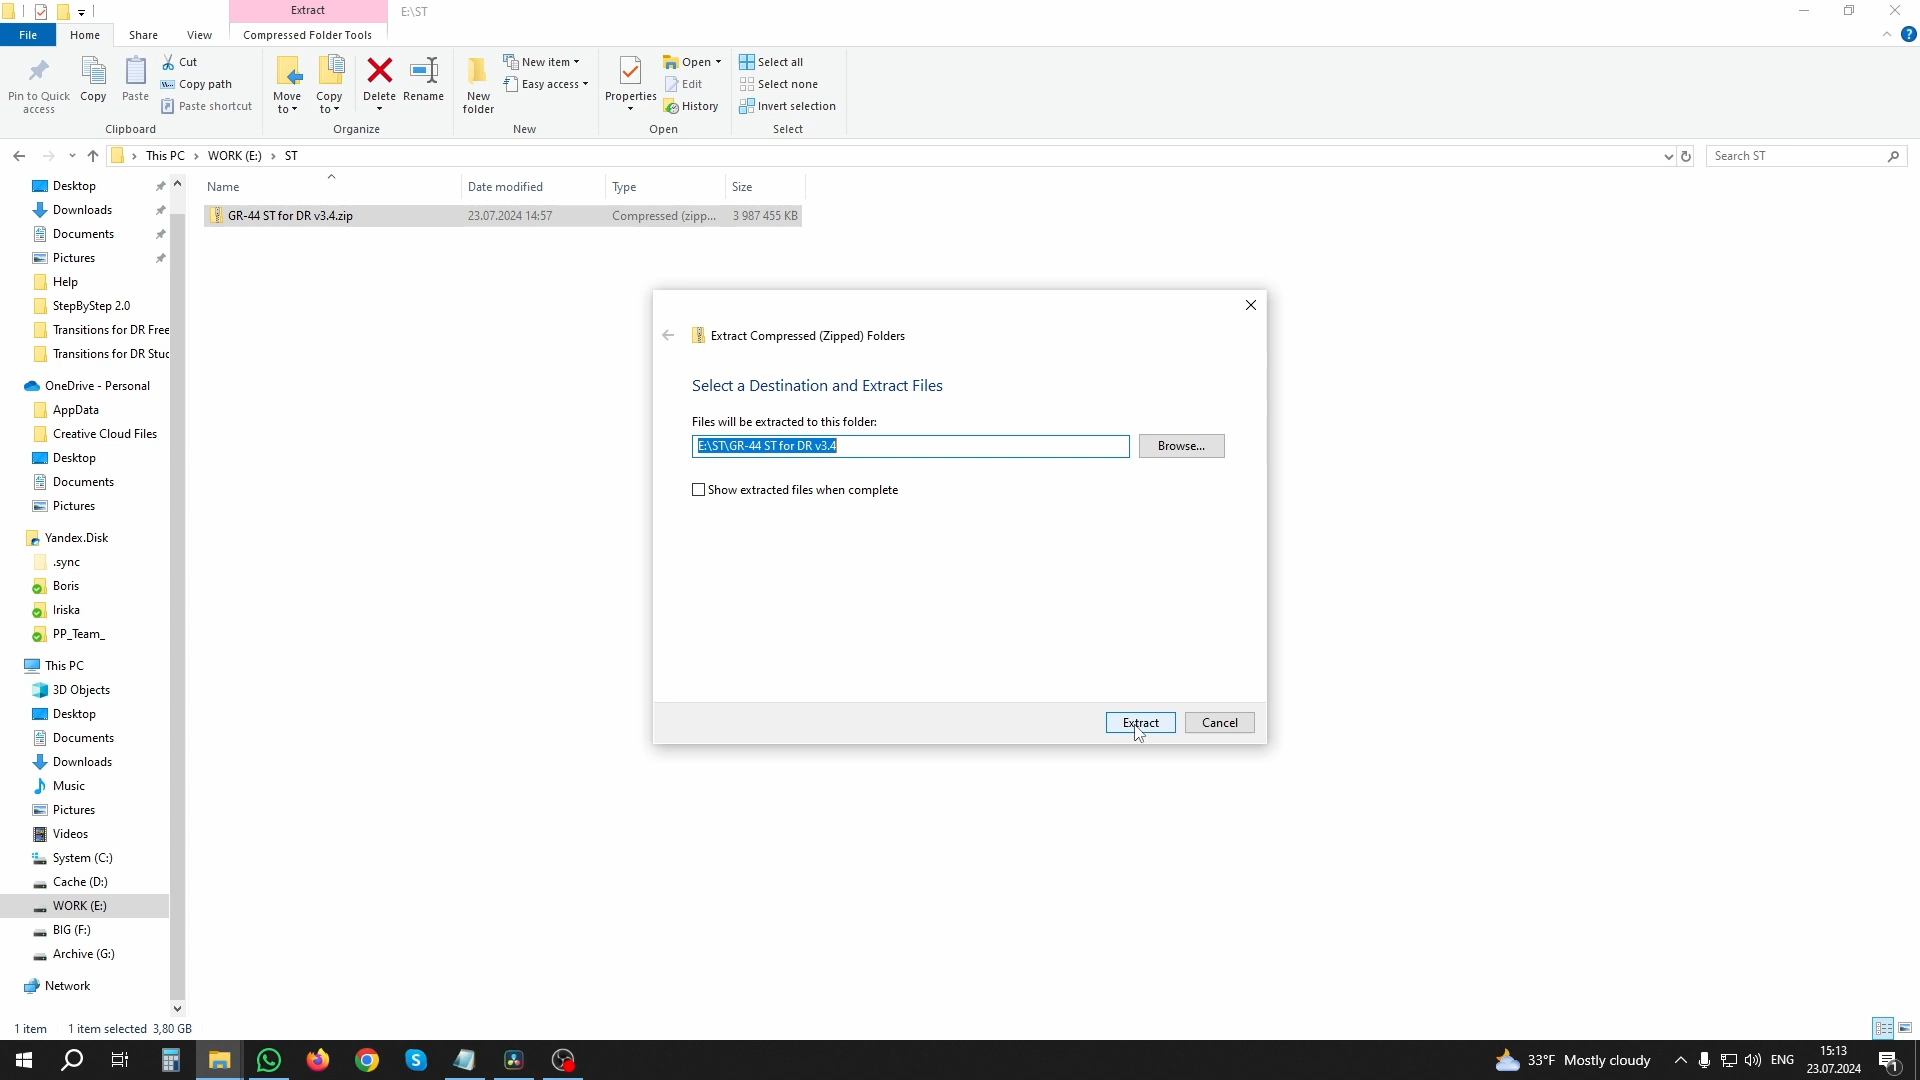 Extract
E:\ST
File
Home
Share
View
Compressed Folder Tools
Pin to Quick
access
Copy
Paste
Cut
Copy path
Paste shortcut
Clipboard
Move
to
Copy
to
Delete
Rename
Organize
New
folder
New item
Easy access
New
Properties
Open
Edit
History
Open
Select all
Select none
Invert selection
Select
This PC > WORK (E:) > ST
Search ST
Name
Date modified
Type
Size
GR-44 ST for DR v3.4.zip
23.07.2024 14:57
Compressed (zipp...
3 987 455 KB
Desktop
Downloads
Documents
Pictures
Help
StepByStep 2.0
Transitions for DR Free
Transitions for DR Stuc
OneDrive - Personal
AppData
Creative Cloud Files
Desktop
Documents
Pictures
Yandex.Disk
.sync
Boris
Iriska
PP_Team_
This PC
3D Objects
Desktop
Documents
Downloads
Music
Pictures
Videos
System (C:)
Cache (D:)
WORK (E:)
BIG (F:)
Archive (G:)
Network
Extract Compressed (Zipped) Folders
Select a Destination and Extract Files
Files will be extracted to this folder:
E:\ST\GR-44 ST for DR v3.4
Browse...
Show extracted files when complete
Extract
Cancel
1 item
1 item selected 3,80 GB
33°F Mostly cloudy
ENG
15:13
23.07.2024
1